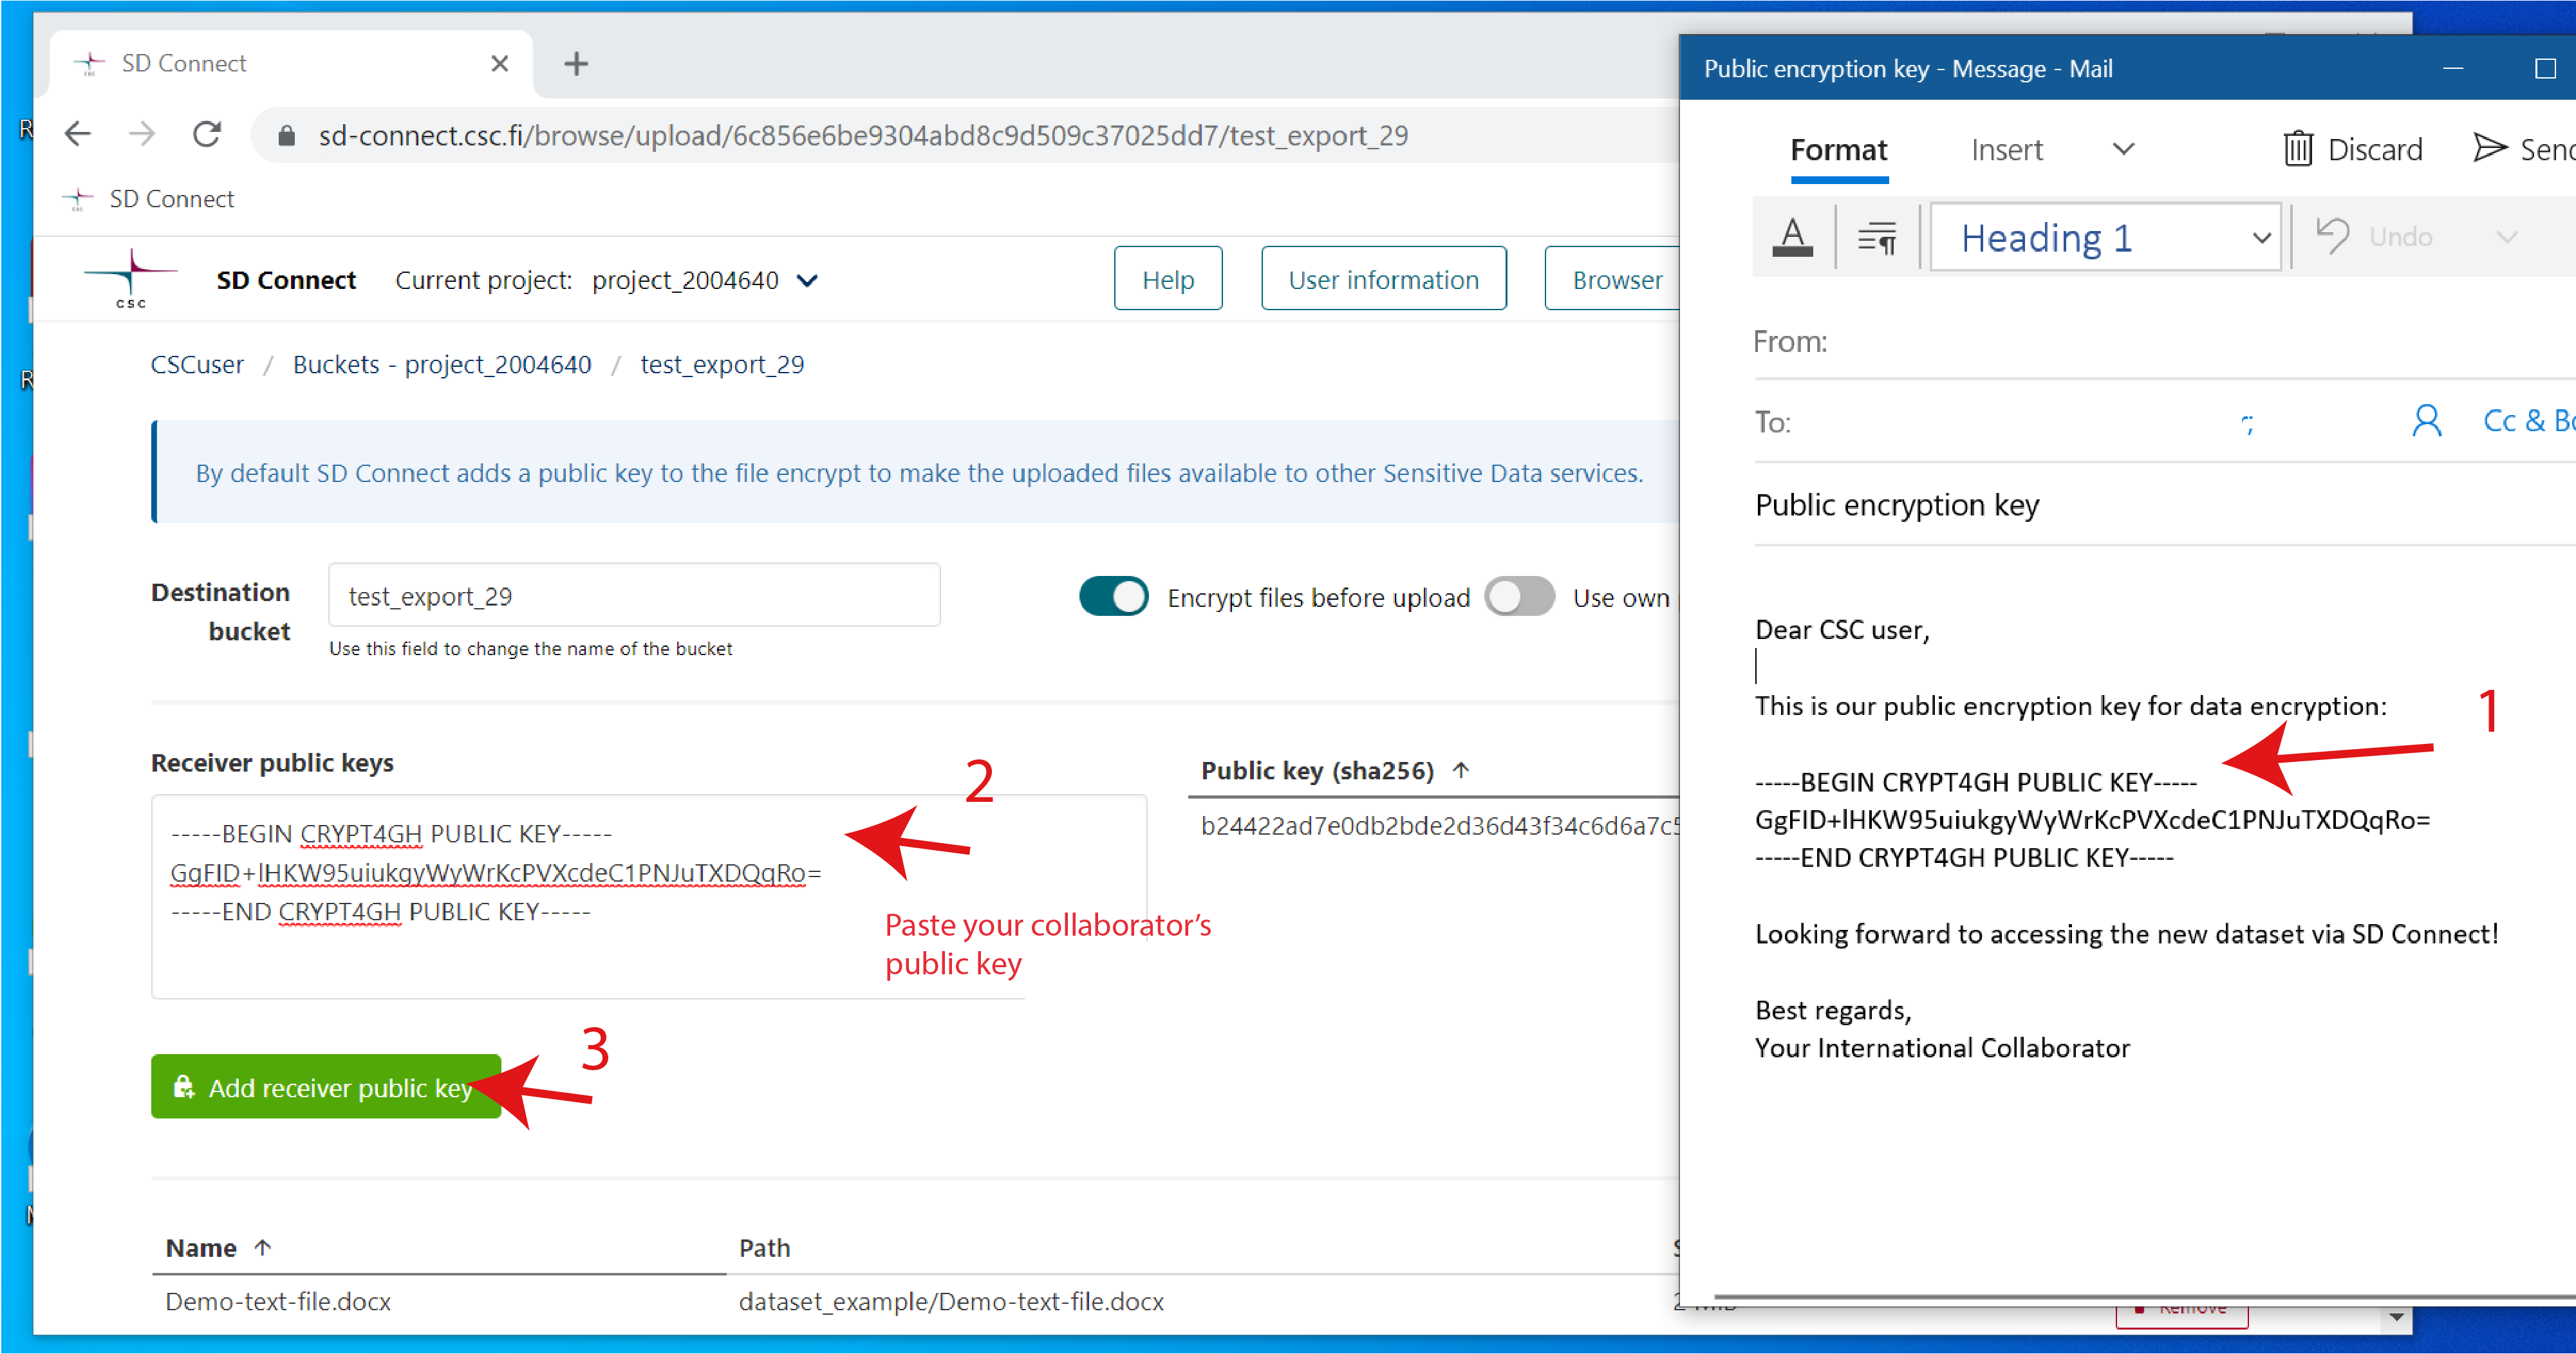 SD Connect
sd-connect.csc.fi/browse/upload/6c856e6be9304abd8c9d509c37025dd7/test_export_29
SD Connect
CSC
SD Connect Current project: project_2004640
Help User information Browser
CSCuser / Buckets - project_2004640 / test_export_29
By default SD Connect adds a public key to the file encrypt to make the uploaded files available to other Sensitive Data services.
Destination bucket
test_export_29
Use this field to change the name of the bucket
Encrypt files before upload Use own
Receiver public keys
2
-----BEGIN CRYPT4GH PUBLIC KEY-----
GgFID+lHKW95uiukgyWyWrKcPVXcdeC1PNJuTXDQqRo=
-----END CRYPT4GH PUBLIC KEY-----
Paste your collaborator's
public key
Public key (sha256) ↑
b24422ad7e0db2bde2d36d43f34c6d6a7c5
3
Add receiver public key
Name ↑ Path
Demo-text-file.docx dataset_example/Demo-text-file.docx
Remove
Public encryption key - Message - Mail
Format Insert Discard Send
Heading 1 Undo
From:
To: Cc &
Public encryption key
Dear CSC user,
This is our public encryption key for data encryption:
1
-----BEGIN CRYPT4GH PUBLIC KEY-----
GgFID+lHKW95uiukgyWyWrKcPVXcdeC1PNJuTXDQqRo=
-----END CRYPT4GH PUBLIC KEY-----
Looking forward to accessing the new dataset via SD Connect!
Best regards,
Your International Collaborator